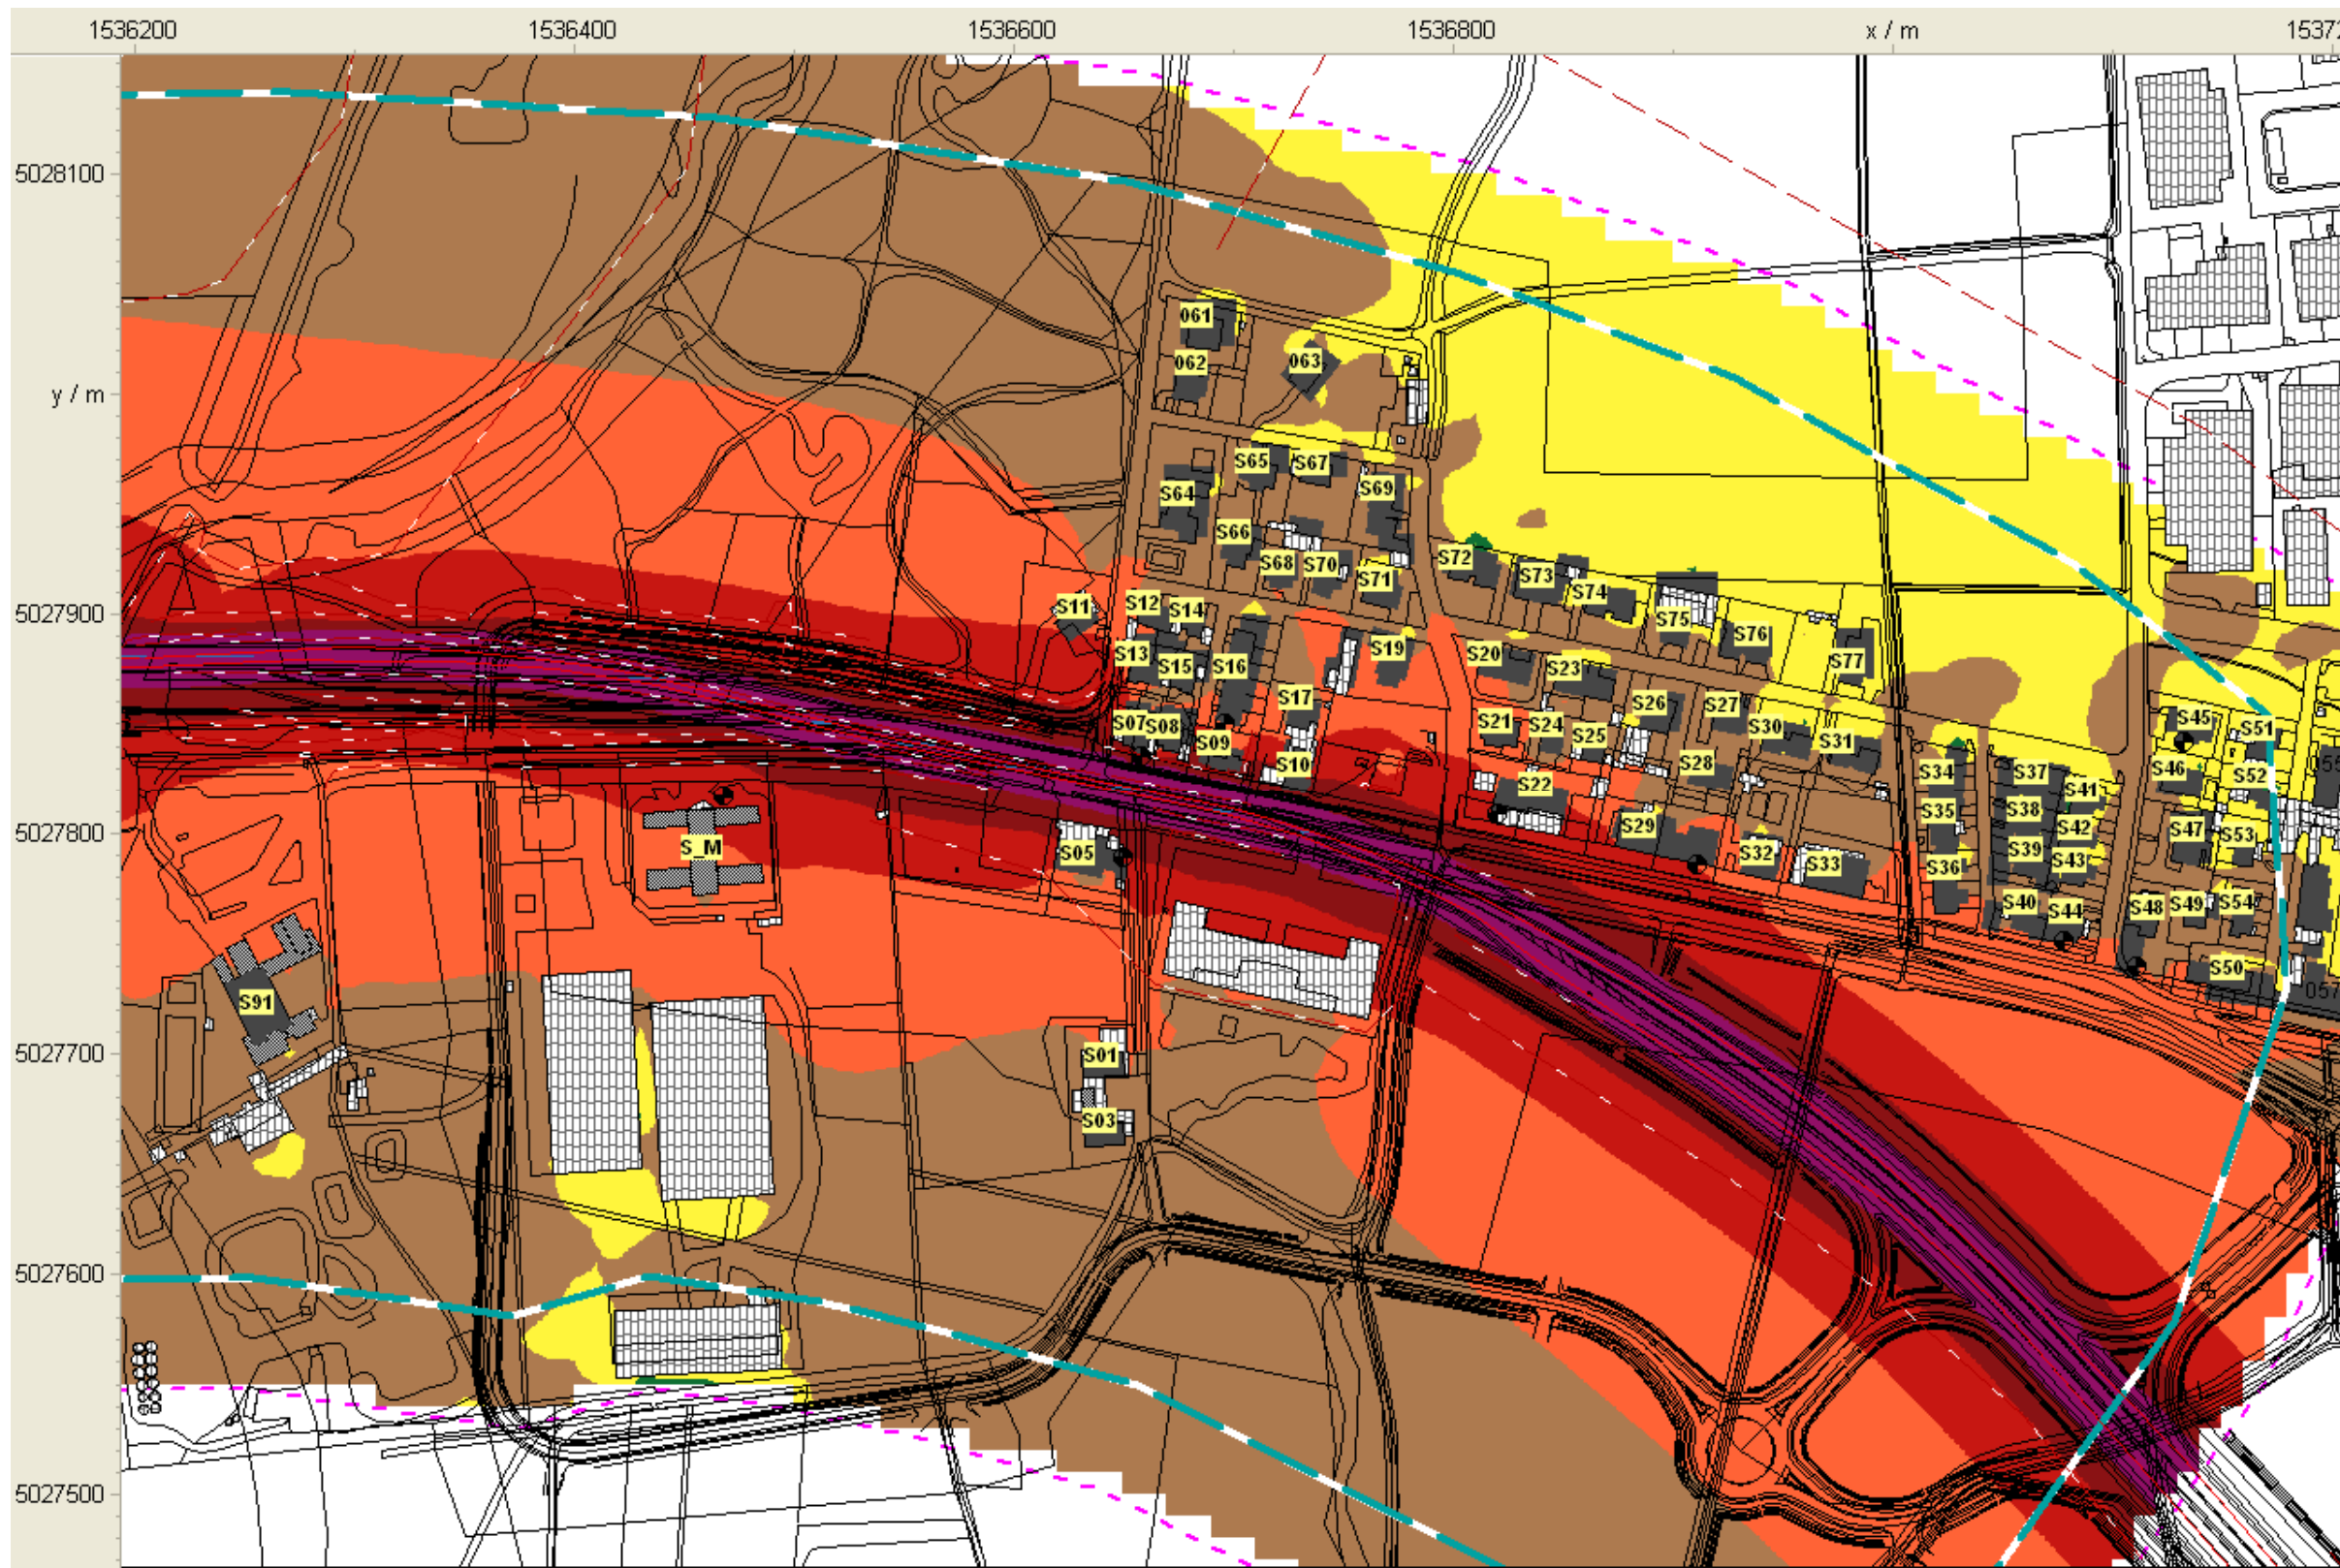 1536200 1536400 1536600 1536800 x / m
5028100
y / m
5027900
5027800
5027700
5027600
5027500
061
062 063
S65 S67
S64 S69
S66
S68 S70 S71 S72 S73 S74
S11 S12 S14
S75 S76
S13 S15 S16 S19 S20 S23 S77
S17 S26 S27
S07 S08 S09 S21 S24 S25 S30 S31 S45 S51
S10 S28 S34 S37 S46 S52
S22 S41
S35 S38
S29 S42 S47 S53
S_M S05 S32 S33 S36 S39 S43
S40 S44 S48 S49 S54
S50
S91
S01
S03